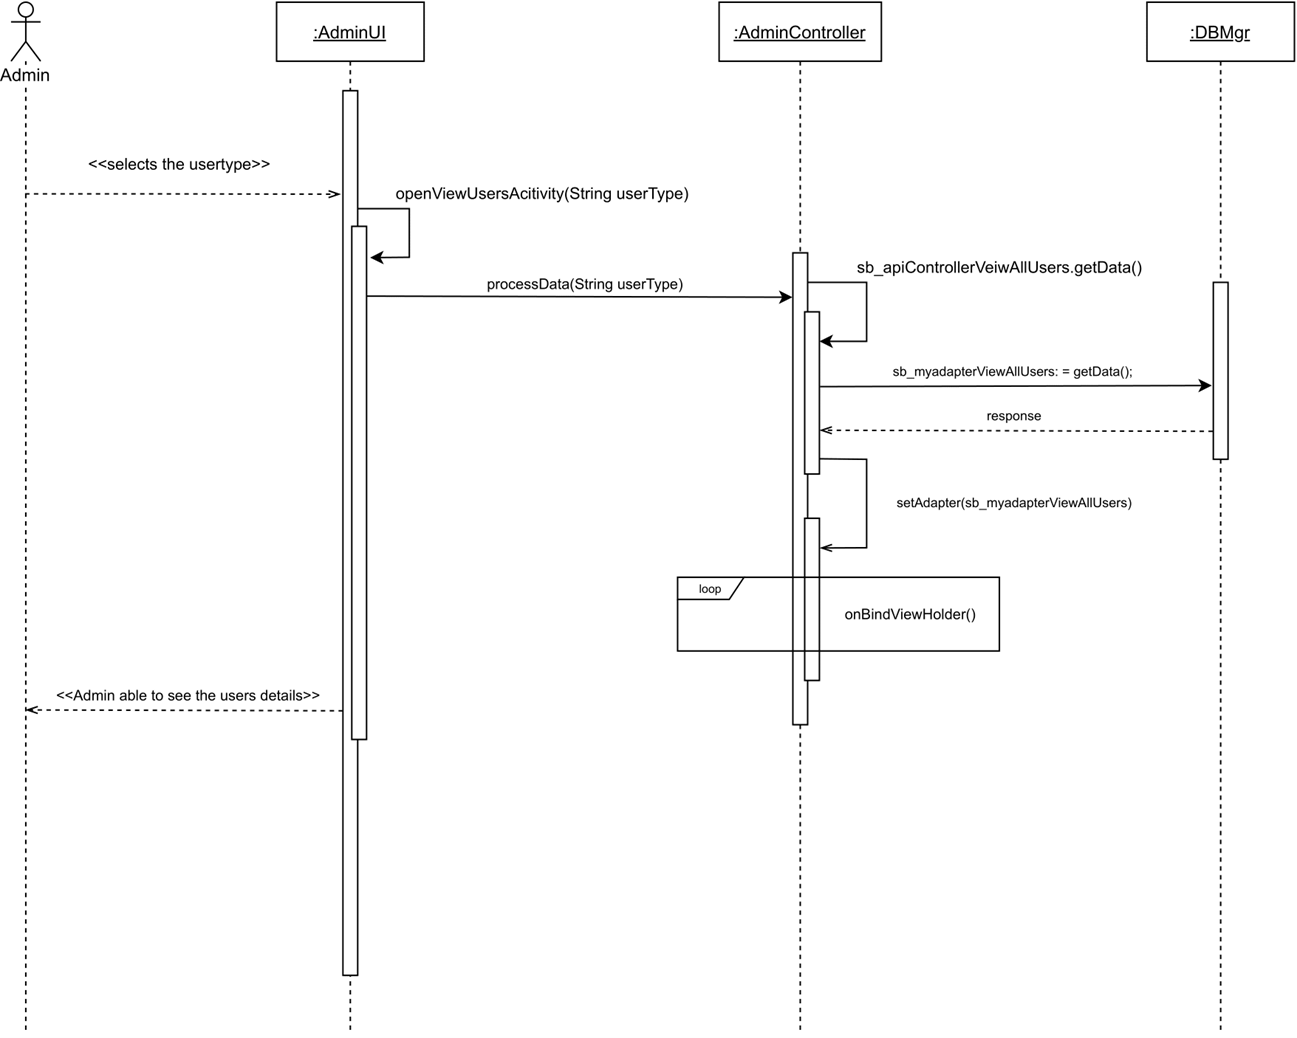 :AdminUI
:AdminController
:DBMgr
Admin
<<selects the usertype>>
openViewUsersAcitivity(String userType)
sb_apiControllerVeiwAllUsers.getData()
processData(String userType)
sb_myadapterViewAllUsers: = getData();
response
setAdapter(sb_myadapterViewAllUsers)
loop
onBindViewHolder()
<<Admin able to see the users details>>